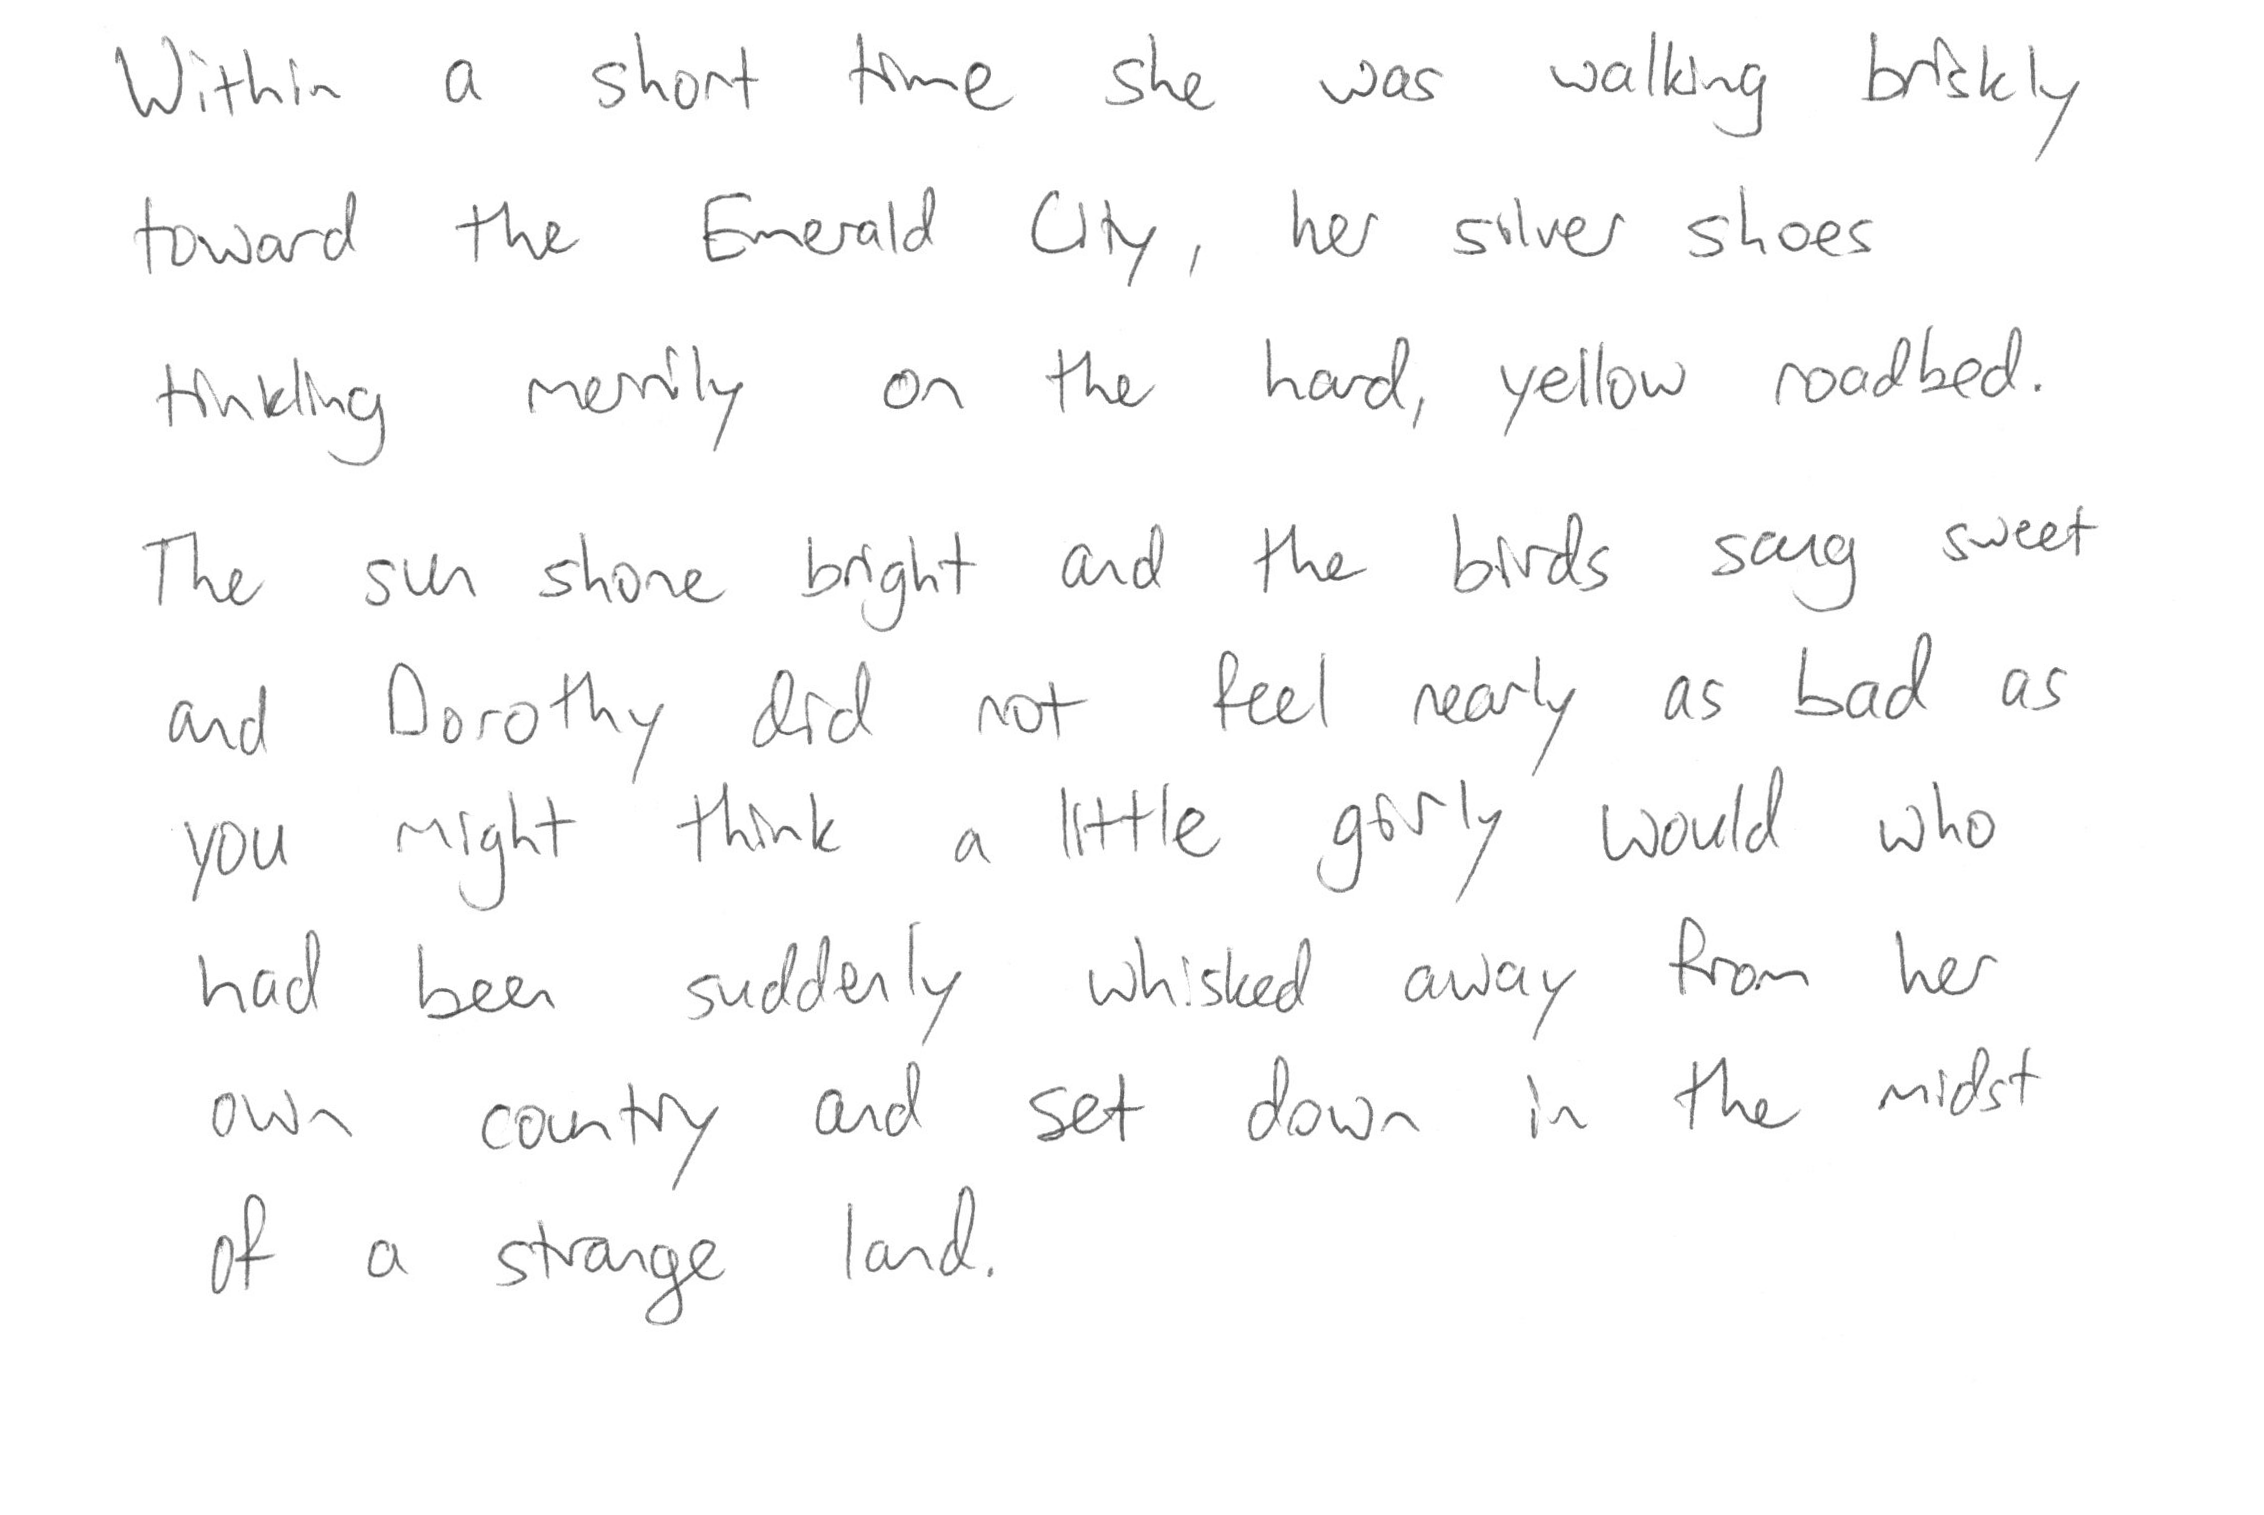 Within a short time she was walking briskly
toward the Emerald City, her silver shoes
tinkling merrily on the hard, yellow roadbed.
The sun shone bright and the birds sang sweet
and Dorothy did not feel nearly as bad as
you might think a little girly would who
had been suddenly whisked away from her
own country and set down in the midst
of a strange land.